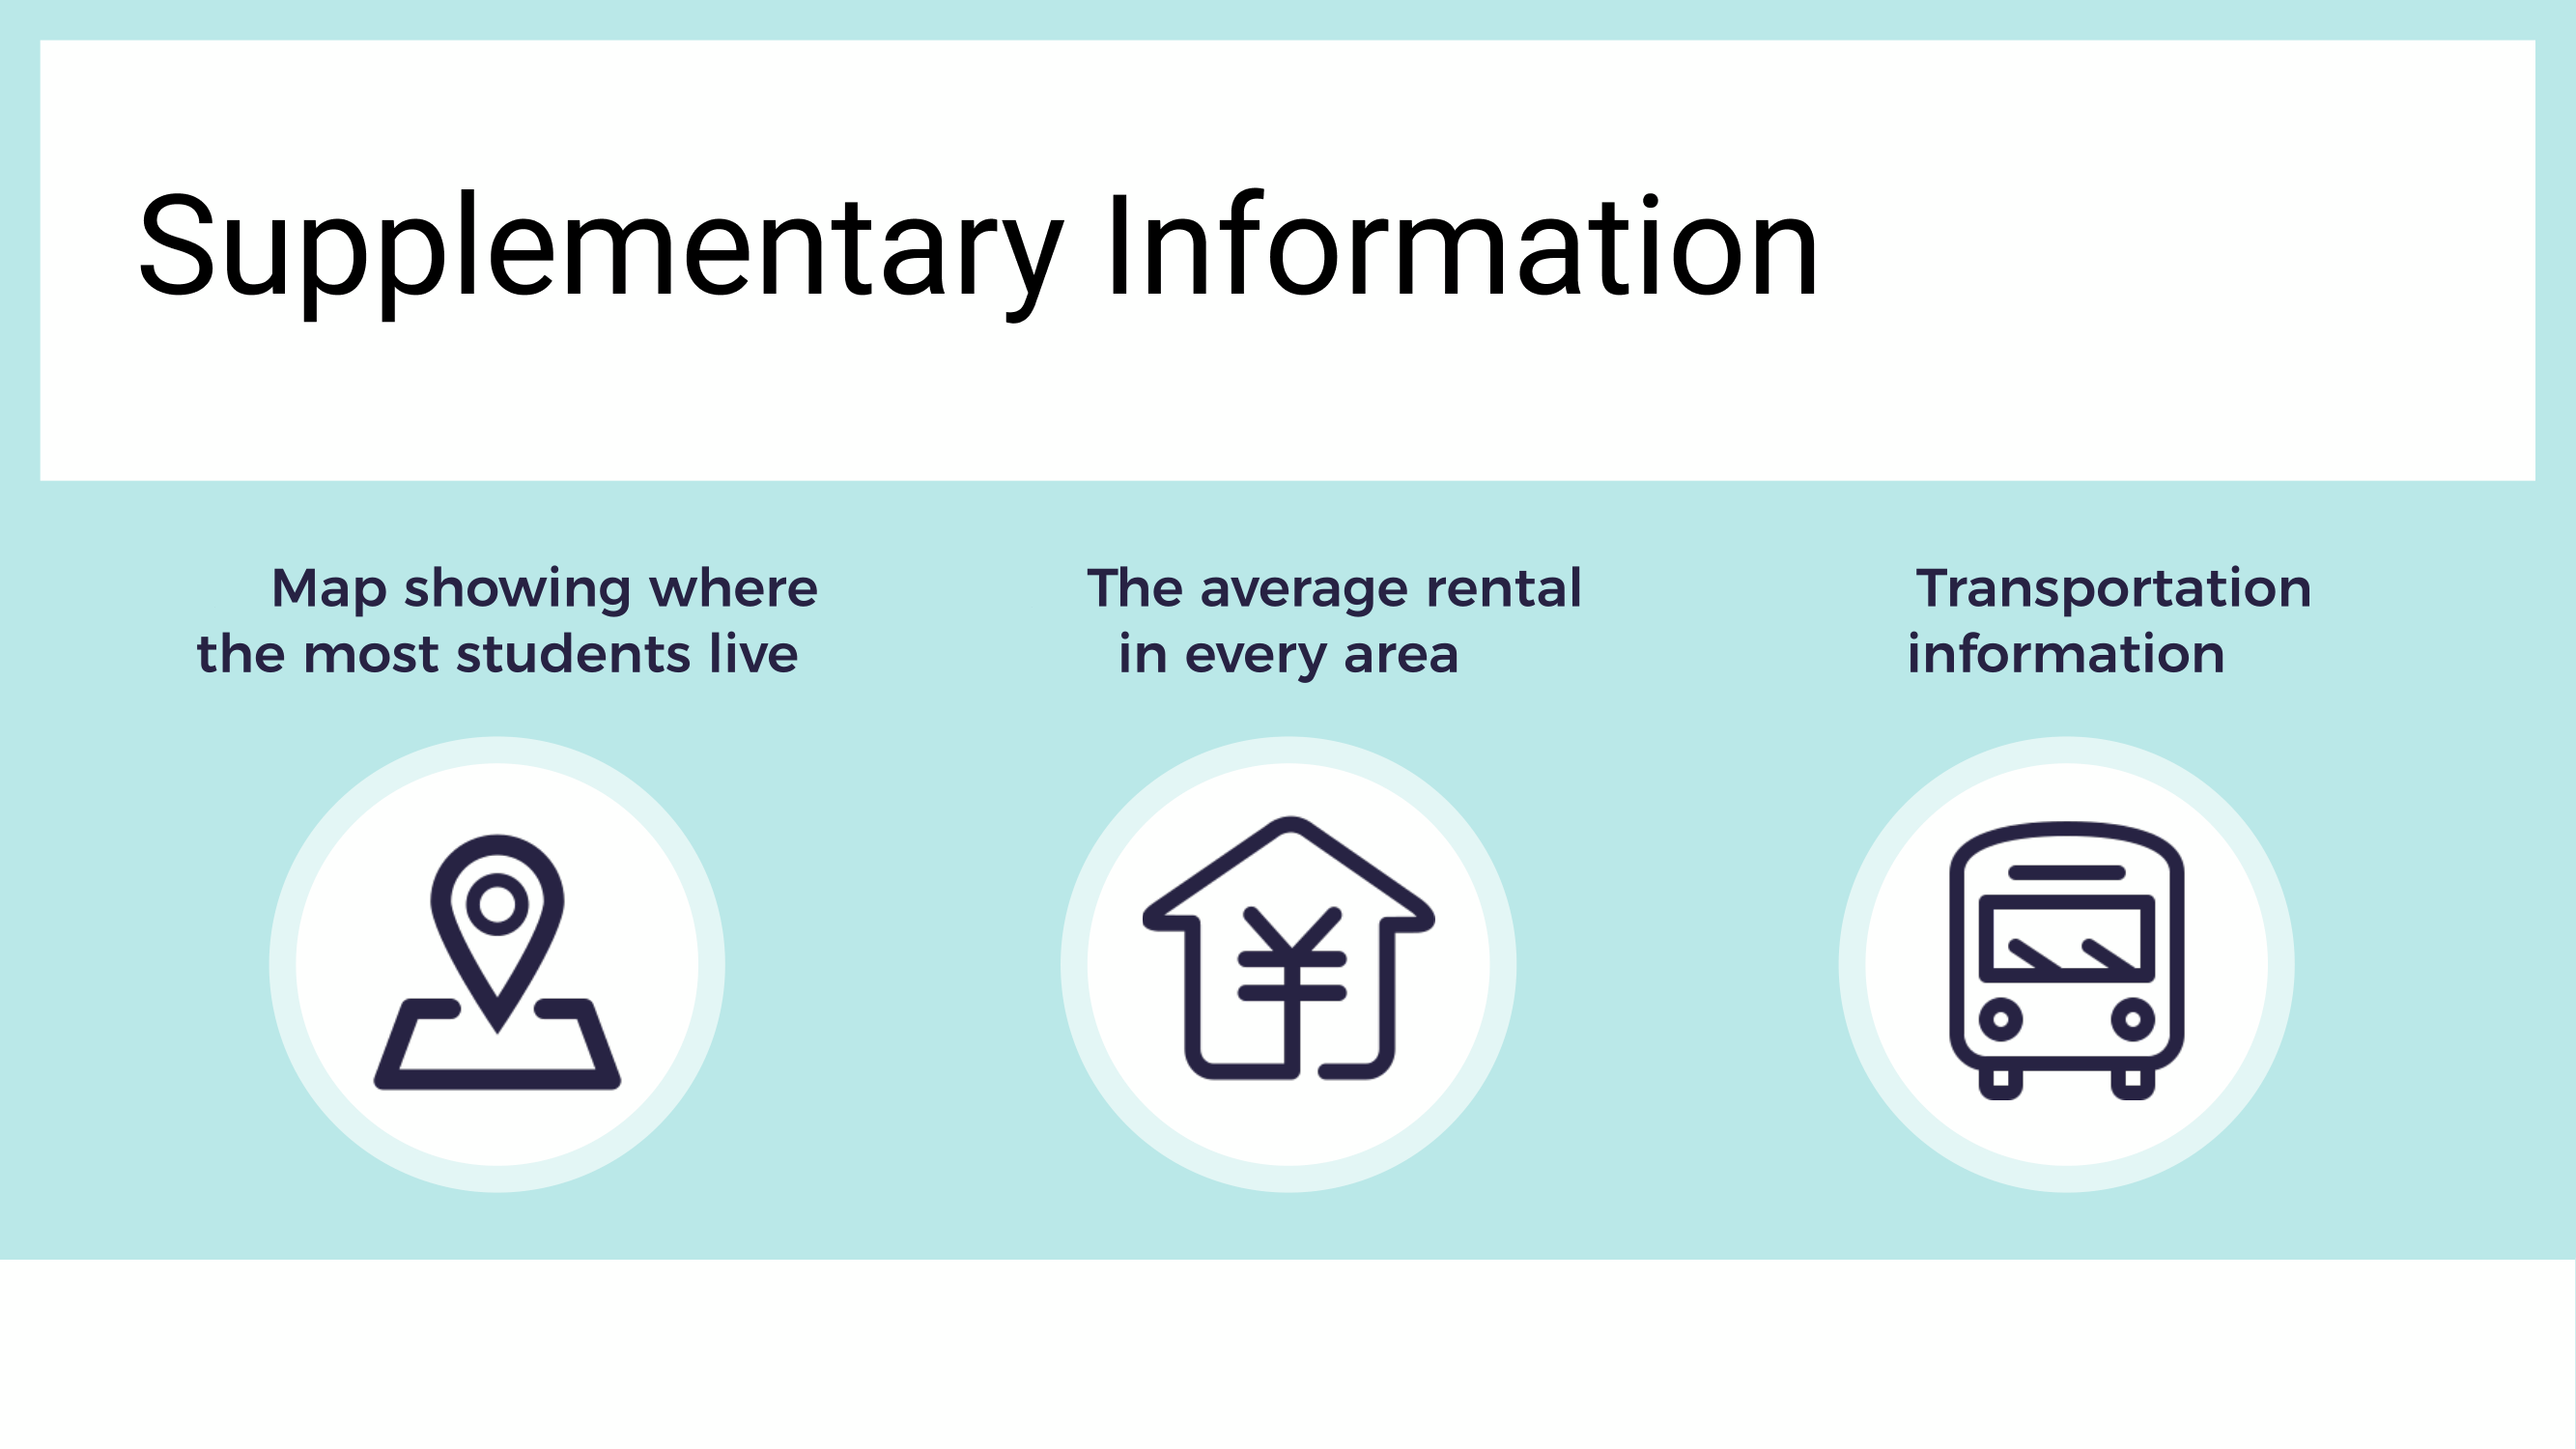 Supplementary Information
Map showing where
the most students live
The average rental
in every area
Transportation
information
¥